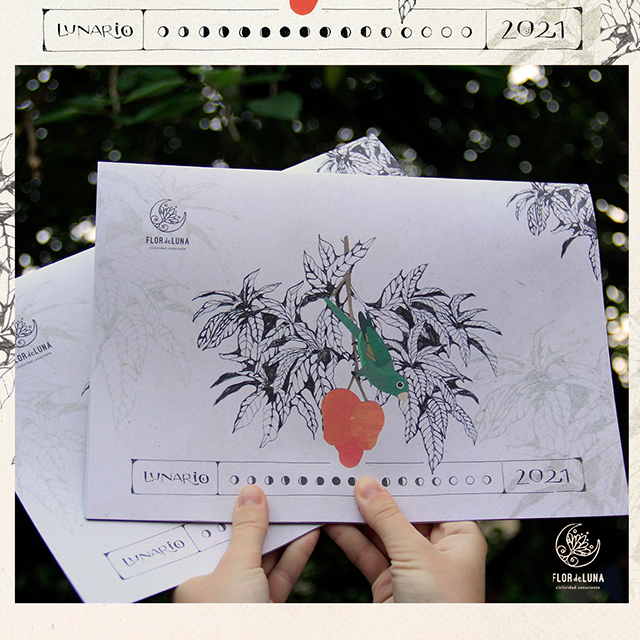 LUNARiO
2021
FLOR de LUNA
ciclicidad consciente
FLOR de LUNA
LUNARiO
2021
LUNARiO
FLOR de LUNA
ciclicidad consciente